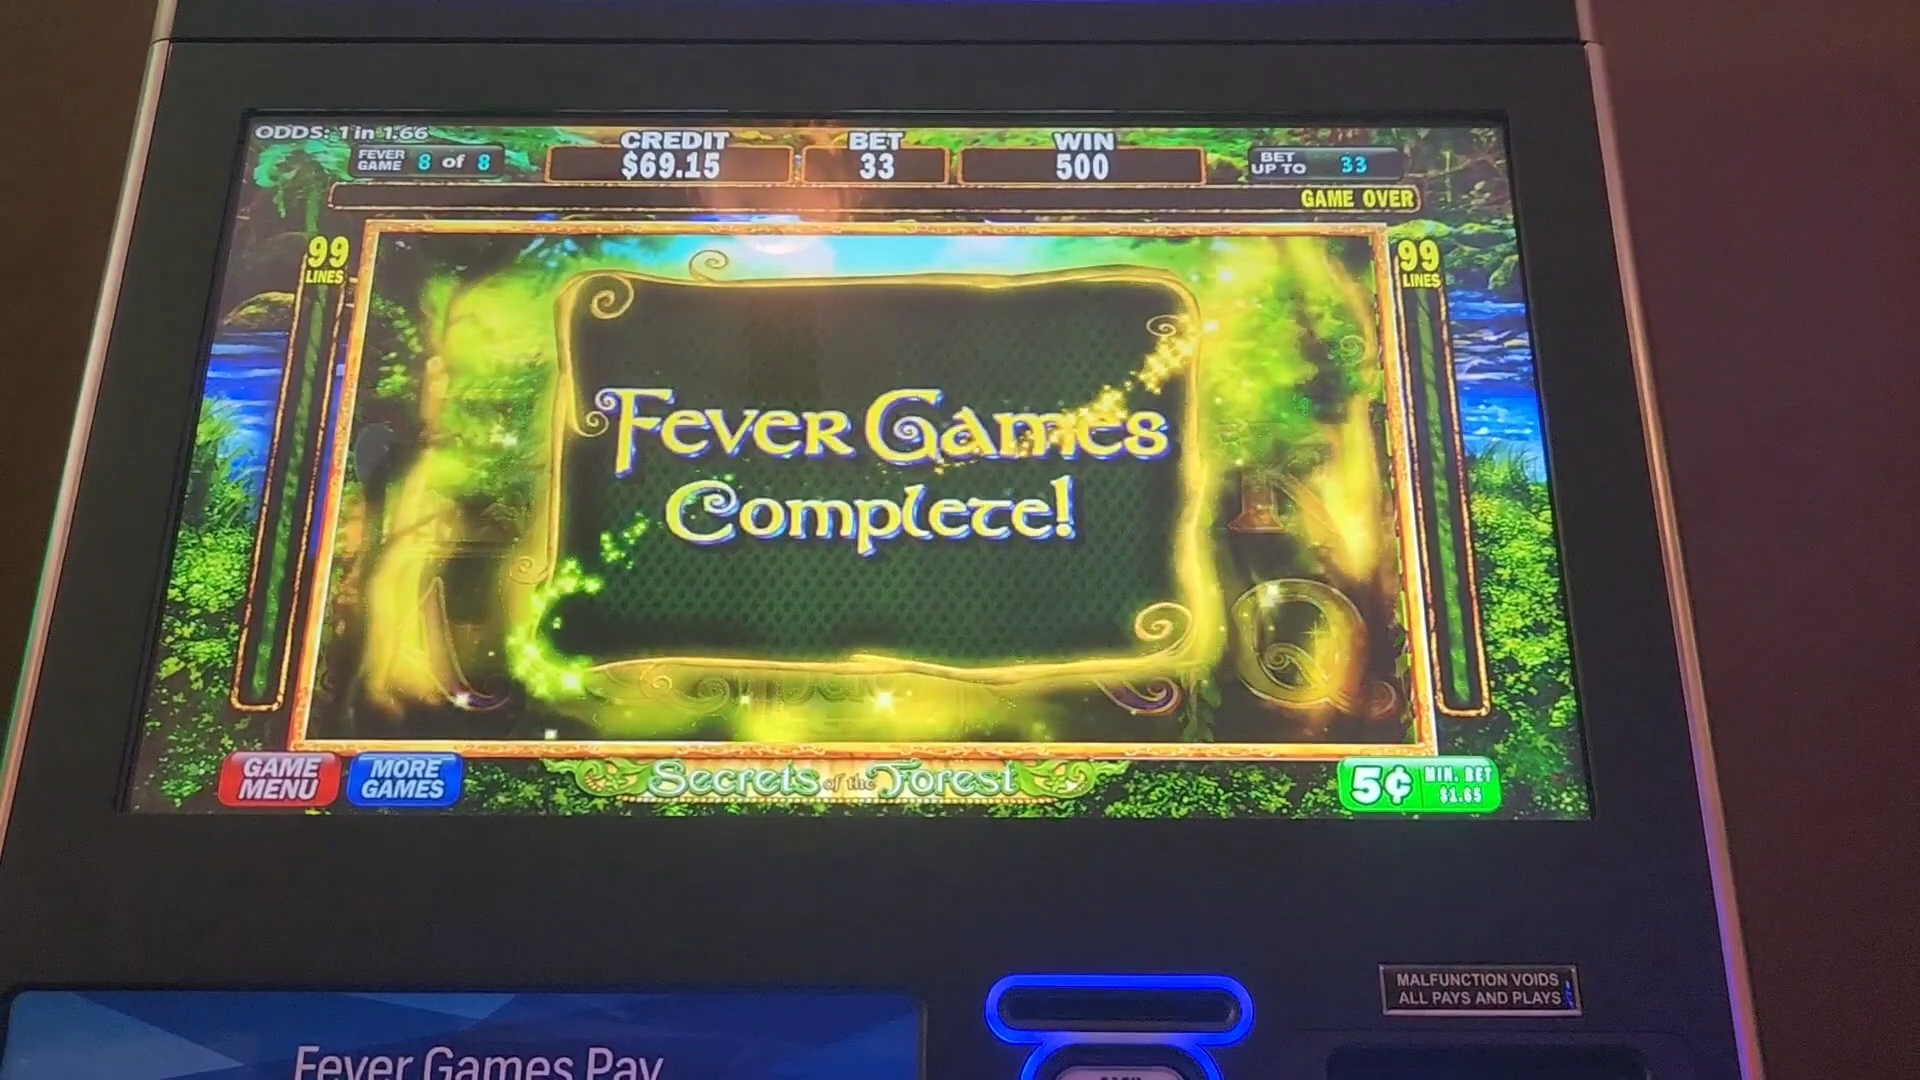 ODDS: 1 in 1.66
FEVER GAME 8 of 8
CREDIT
$69.15
BET
33
WIN
500
BET UP TO 33
GAME OVER
99
LINES
99
LINES
Fever Games
Complete!
Q
GAME MENU
MORE GAMES
Secrets of the Forest
5¢
MIN. BET
$1.65
MALFUNCTION VOIDS
ALL PAYS AND PLAYS
Fever Games Pay